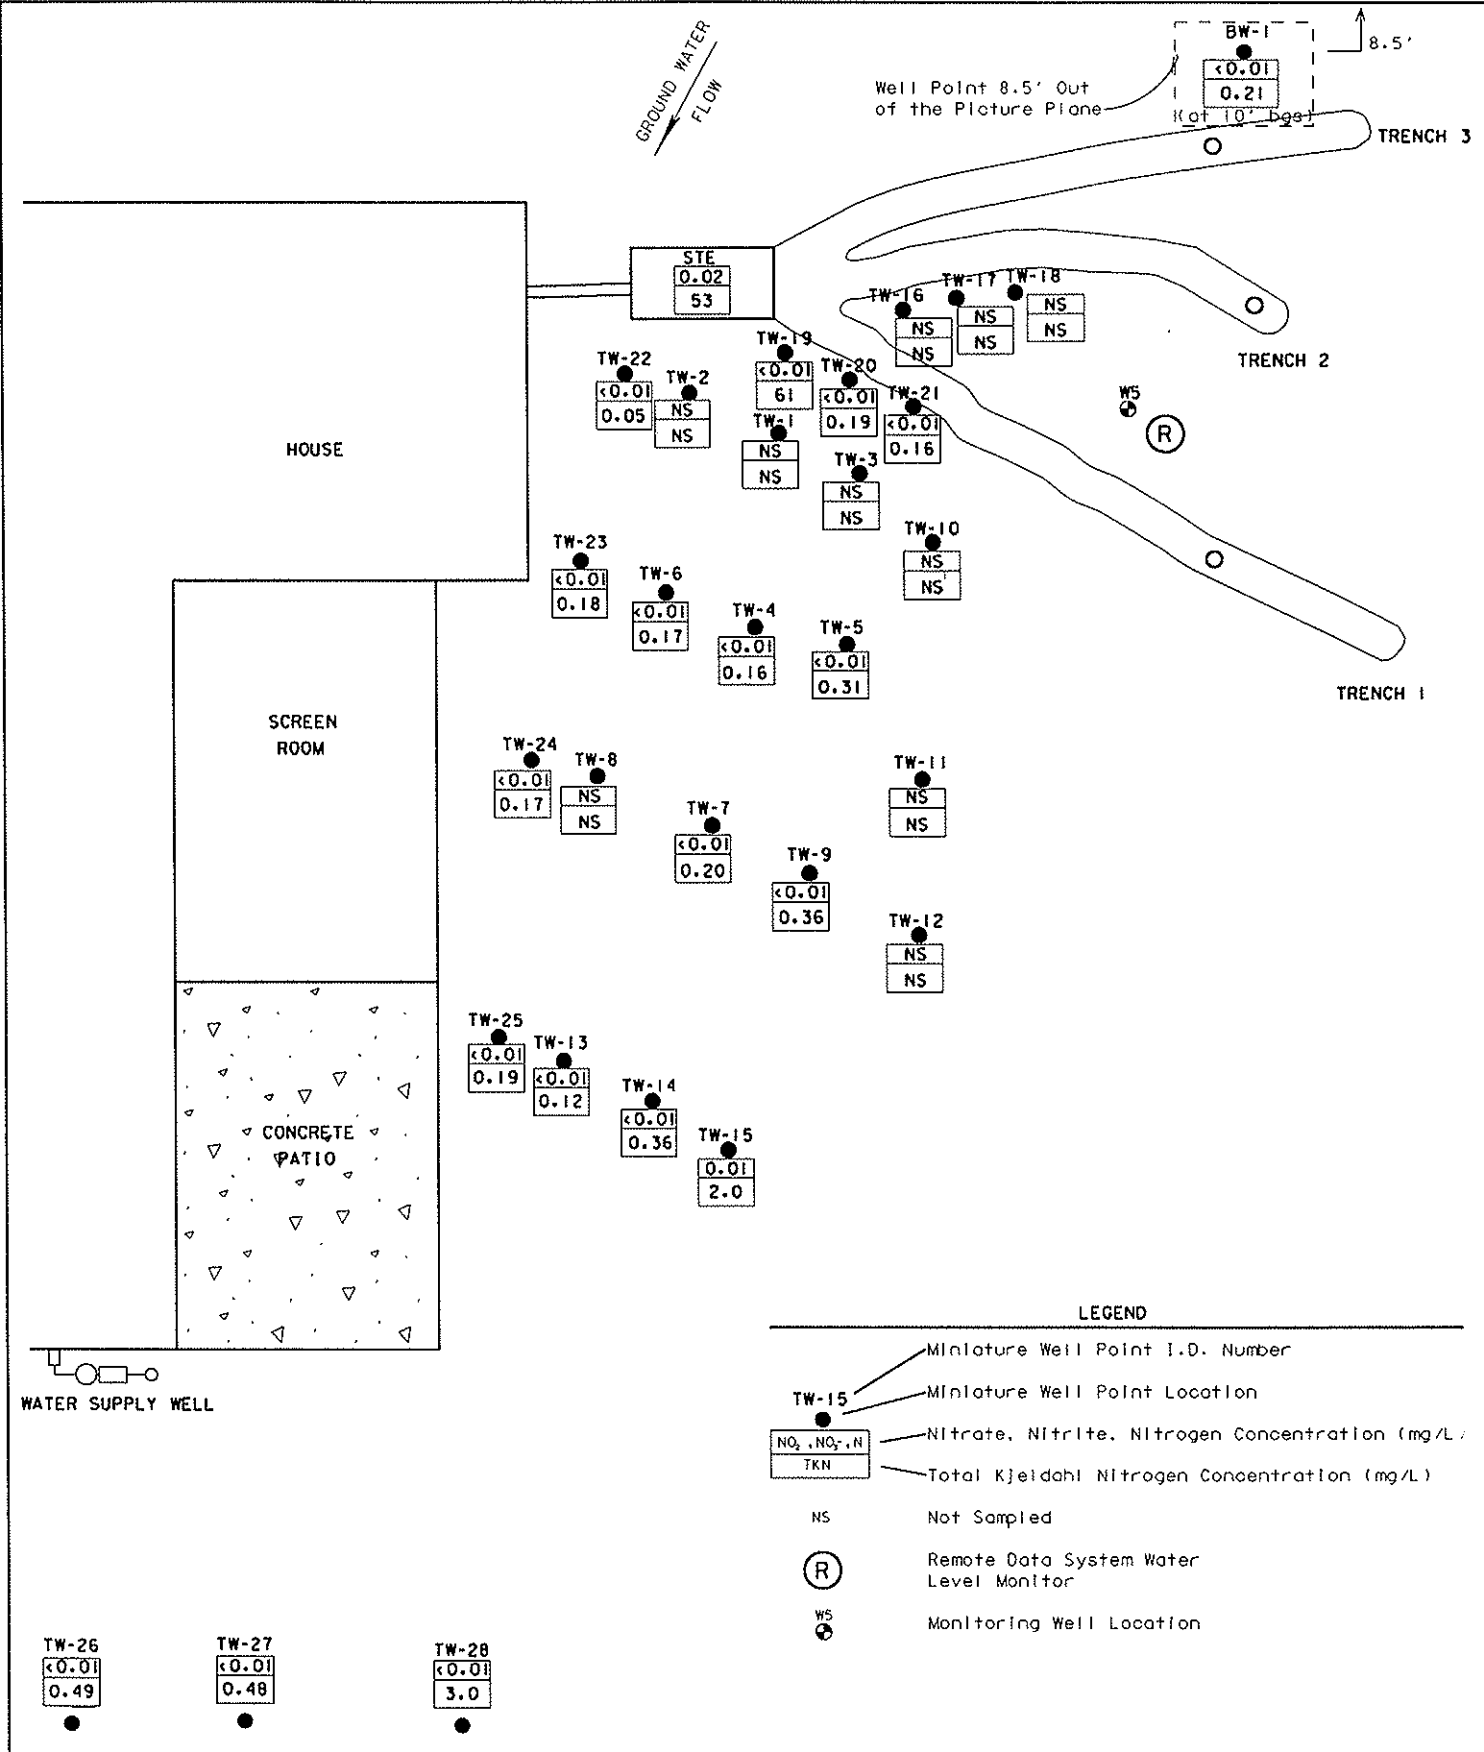 GROUND WATER
FLOW
BW-1
<0.01
0.21
(at 10' bgs)
8.5'
Well Point 8.5' Out
of the Picture Plane
TRENCH 3
STE
0.02
53
TW-16
NS
NS
TW-17
NS
NS
TW-18
NS
NS
TRENCH 2
TW-22
<0.01
0.05
TW-2
NS
NS
TW-19
<0.01
61
TW-20
<0.01
0.19
TW-21
<0.01
0.16
W5
R
HOUSE
TW-1
NS
NS
TW-3
NS
NS
TW-10
NS
NS
TW-23
<0.01
0.18
TW-6
<0.01
0.17
TW-4
<0.01
0.16
TW-5
<0.01
0.31
TRENCH 1
SCREEN
ROOM
TW-24
<0.01
0.17
TW-8
NS
NS
TW-7
<0.01
0.20
TW-9
<0.01
0.36
TW-11
NS
NS
TW-12
NS
NS
TW-25
<0.01
0.19
TW-13
<0.01
0.12
TW-14
<0.01
0.36
TW-15
0.01
2.0
CONCRETE
PATIO
WATER SUPPLY WELL
LEGEND
Miniature Well Point I.D. Number
TW-15
Miniature Well Point Location
NO₂ ,NO₃-,N
Nitrate, Nitrite, Nitrogen Concentration (mg/L
TKN
Total Kjeldahl Nitrogen Concentration (mg/L)
NS
Not Sampled
R
Remote Data System Water
Level Monitor
W5
Monitoring Well Location
TW-26
<0.01
0.49
TW-27
<0.01
0.48
TW-28
<0.01
3.0